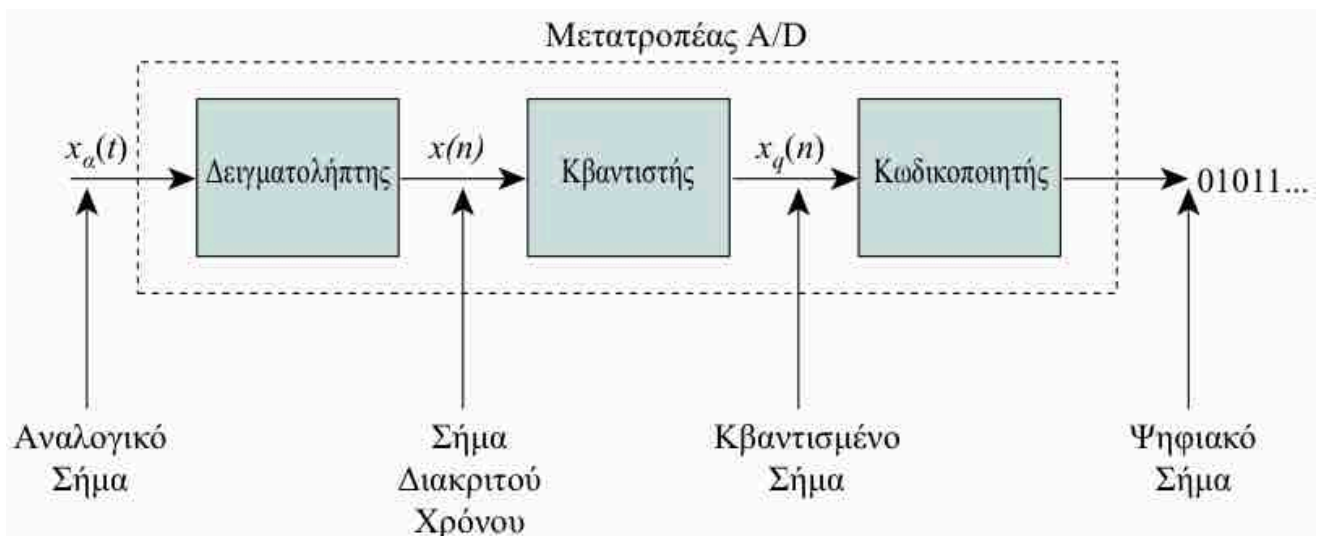 Μετατροπέας A/D
xα(t)
Δειγματολήπτης
x(n)
Κβαντιστής
xq(n)
Κωδικοποιητής
01011...
Αναλογικό
Σήμα
Σήμα
Διακριτού
Χρόνου
Κβαντισμένο
Σήμα
Ψηφιακό
Σήμα